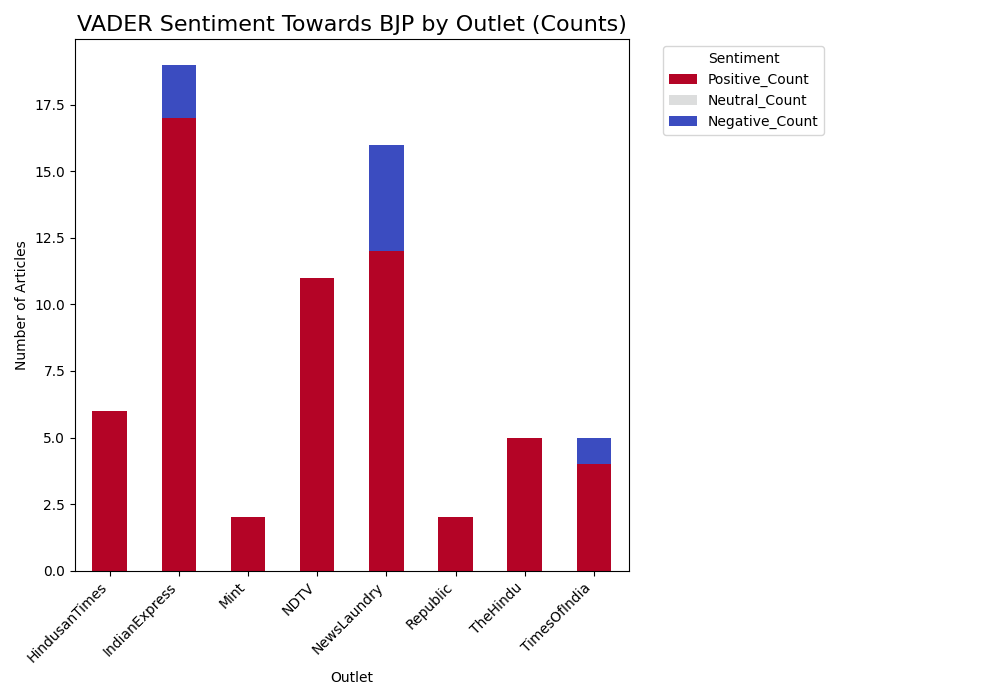 VADER Sentiment Towards BJP by Outlet (Counts)
Sentiment
Positive_Count
Neutral_Count
Negative_Count
Number of Articles
17.5
15.0
12.5
10.0
7.5
5.0
2.5
0.0
HindusanTimes
IndianExpress
Mint
NDTV
NewsLaundry
Republic
TheHindu
TimesOfIndia
Outlet